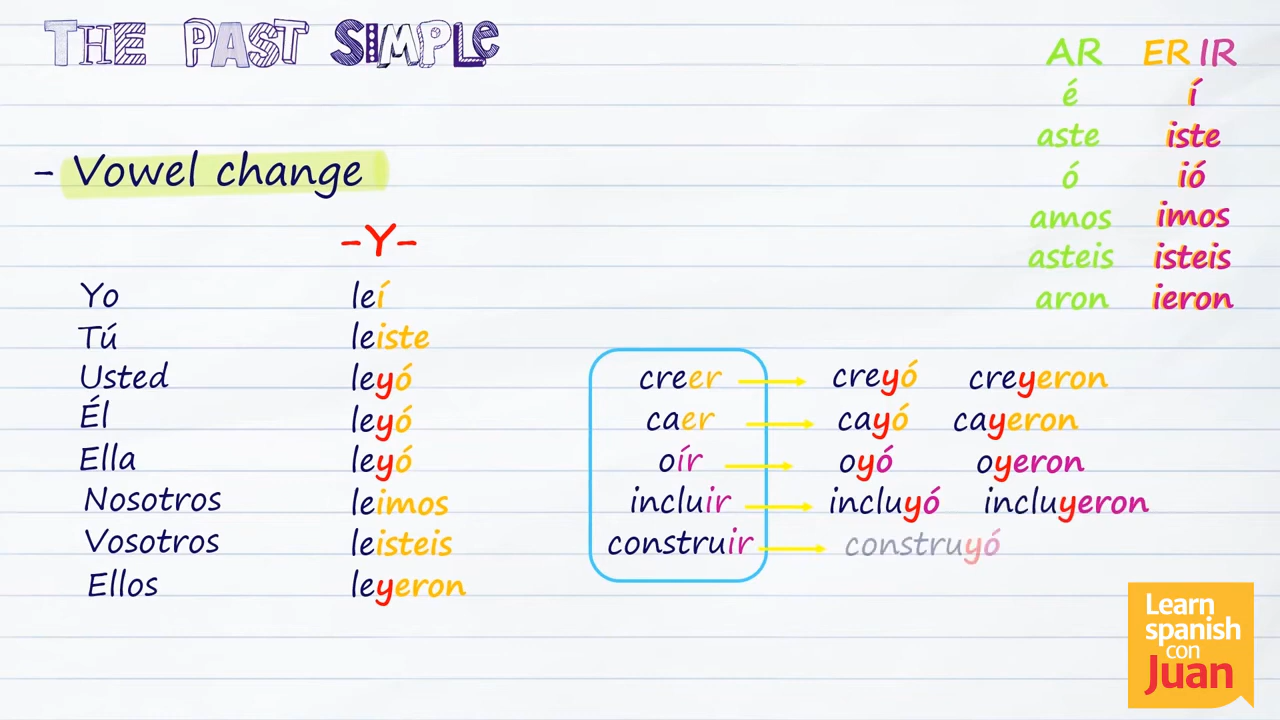 THE PAST SIMPLE
AR ER IR
é í
aste iste
ó ió
amos imos
asteis isteis
aron ieron
- Vowel change
-Y-
Yo leí
Tú leiste
Usted leyó
Él leyó
Ella leyó
Nosotros leimos
Vosotros leisteis
Ellos leyeron
creer creyó creyeron
caer cayó cayeron
oír oyó oyeron
incluir incluyó incluyeron
construir construyó
Learn
spanish
con
Juan